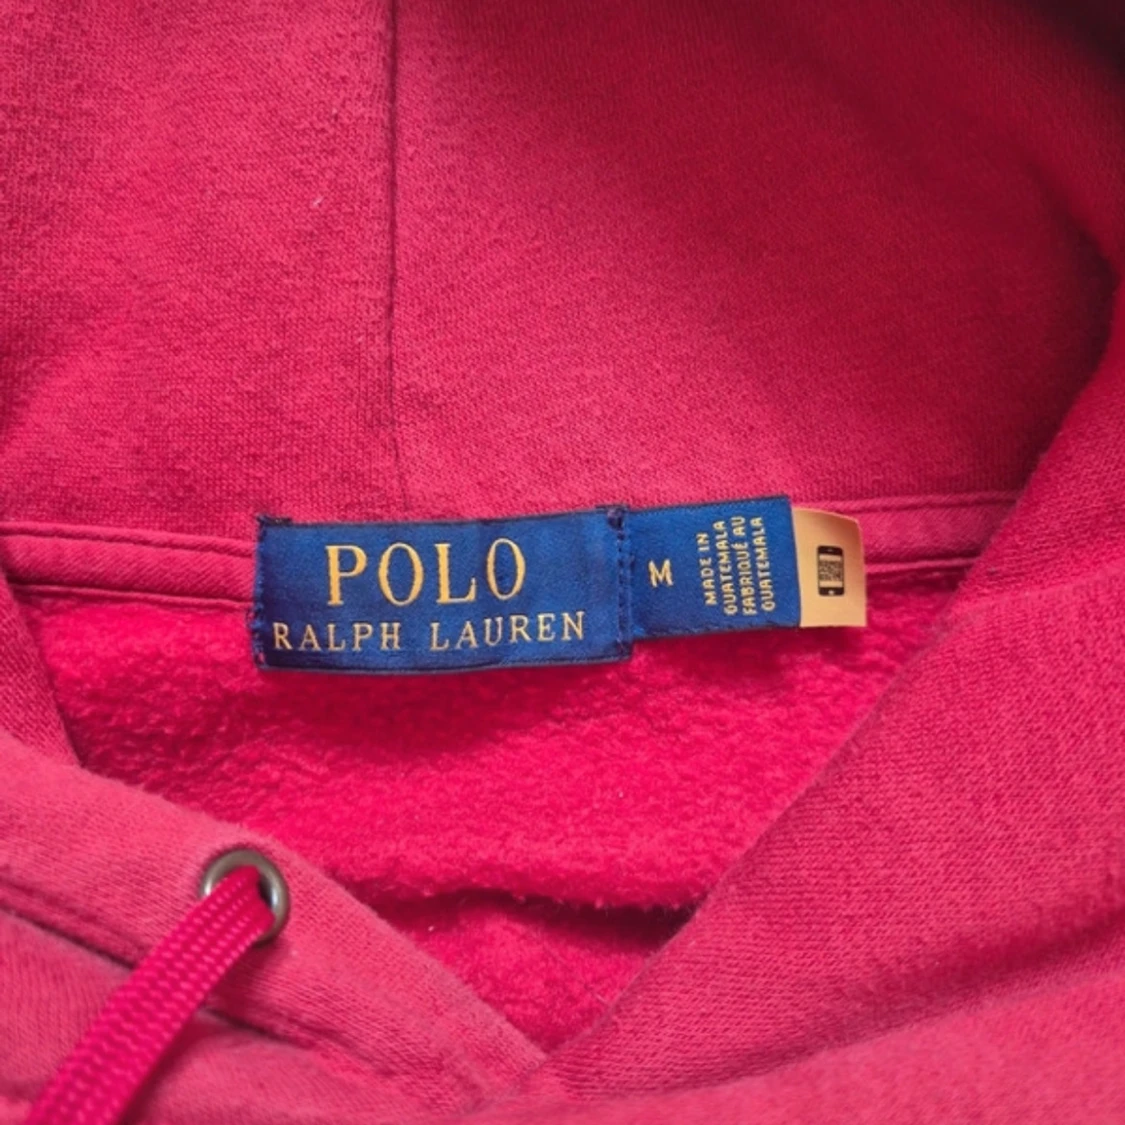 POLO
RALPH LAUREN
M
MADE IN
GUATEMALA
FABRIQUÉ AU
GUATEMALA